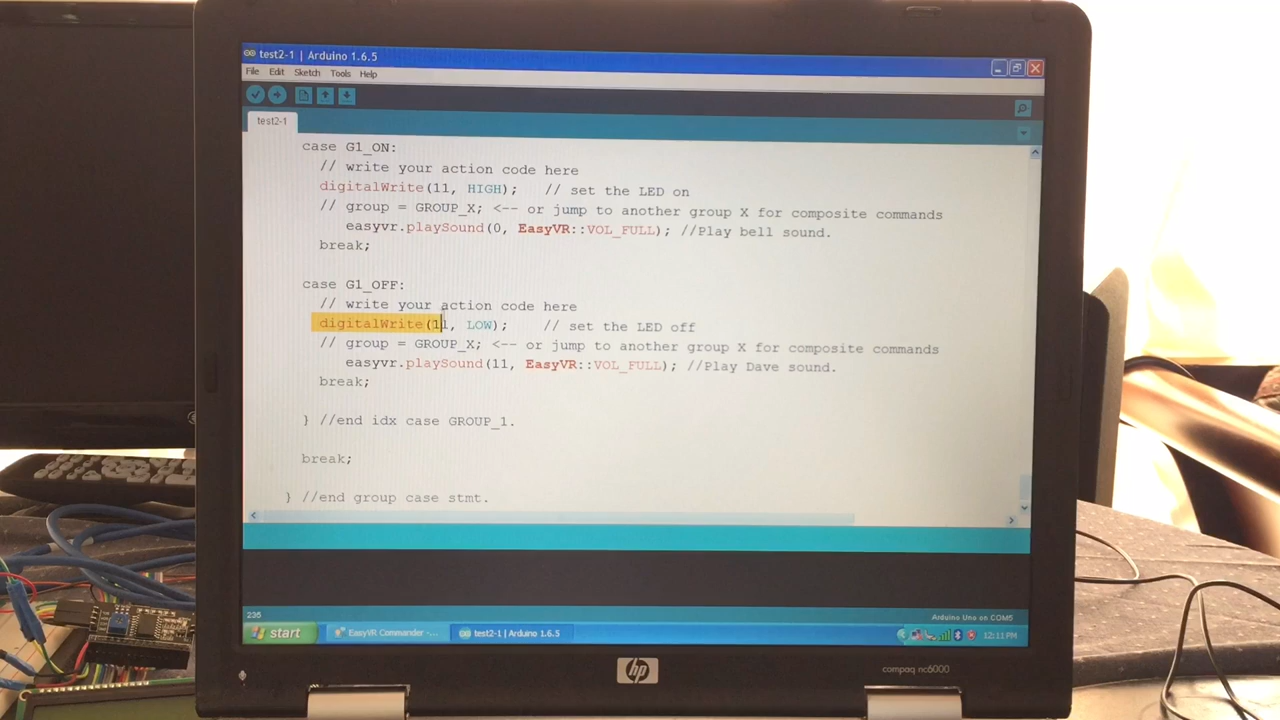 test2-1 | Arduino 1.6.5
File Edit Sketch Tools Help
test2-1
case G1_ON:
// write your action code here
digitalWrite(11, HIGH); // set the LED on
// group = GROUP_X; <-- or jump to another group X for composite commands
easyvr.playSound(0, EasyVR::VOL_FULL); //Play bell sound.
break;
case G1_OFF:
// write your action code here
digitalWrite(11, LOW); // set the LED off
// group = GROUP_X; <-- or jump to another group X for composite commands
easyvr.playSound(11, EasyVR::VOL_FULL); //Play Dave sound.
break;
} //end idx case GROUP_1.
break;
} //end group case stmt.
235
Arduino Uno on COM5
start EasyVR Commander -... test2-1 | Arduino 1.6.5 12:11 PM
hp
compaq nc6000